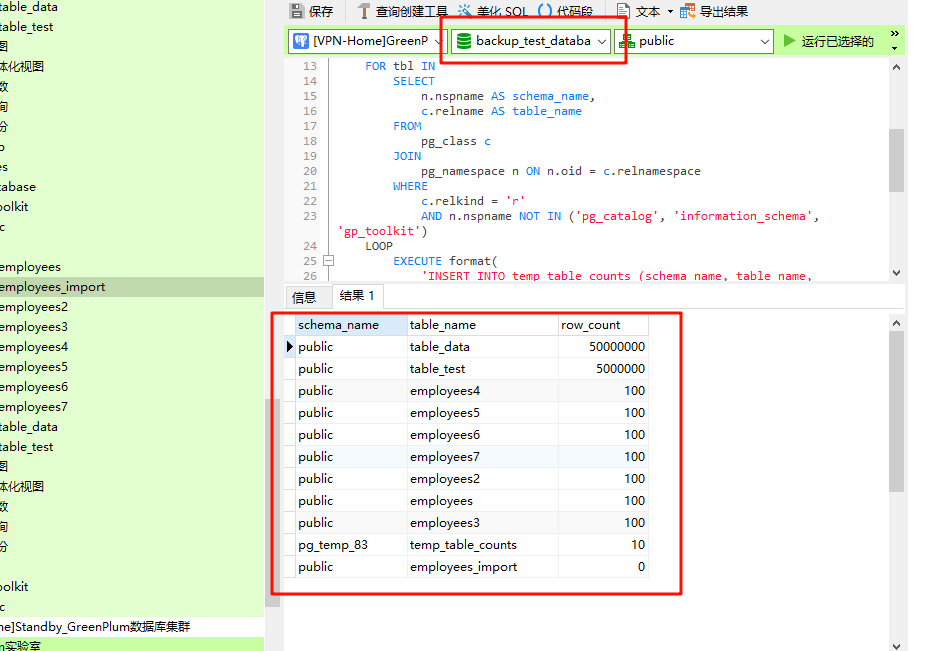 table_data
table_test
图
体化视图
数
询
份
es
tabase
oolkit
c
employees
employees_import
employees2
employees3
employees4
employees5
employees6
employees7
table_data
table_test
图
体化视图
数
询
份
oolkit
c
me]Standby_GreenPlum数据库集群
n实验室
保存 查询创建工具 美化 SQL () 代码段 文本 导出结果
[VPN-Home]GreenP backup_test_databa public 运行已选择的
13 FOR tbl IN
14 SELECT
15 n.nspname AS schema_name,
16 c.relname AS table_name
17 FROM
18 pg_class c
19 JOIN
20 pg_namespace n ON n.oid = c.relnamespace
21 WHERE
22 c.relkind = 'r'
23 AND n.nspname NOT IN ('pg_catalog', 'information_schema',
'gp_toolkit')
24 LOOP
25 EXECUTE format(
26 'INSERT INTO temp_table_counts (schema_name, table_name,
信息 结果 1
schema_name table_name row_count
public table_data 50000000
public table_test 5000000
public employees4 100
public employees5 100
public employees6 100
public employees7 100
public employees2 100
public employees 100
public employees3 100
pg_temp_83 temp_table_counts 10
public employees_import 0